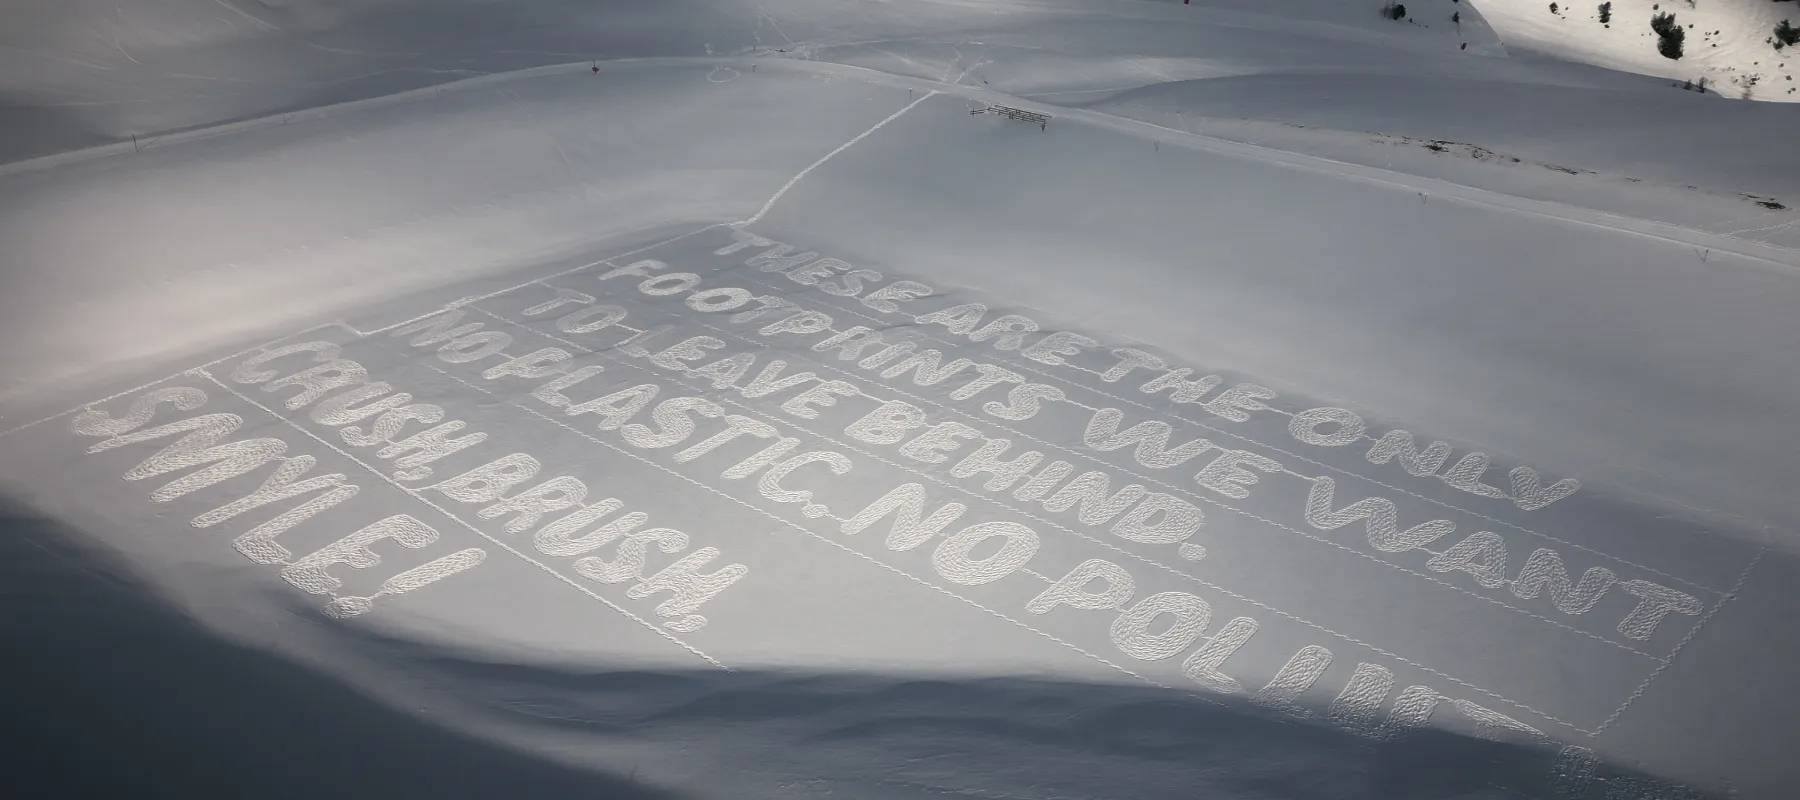 THESE ARE THE ONLY
FOOTPRINTS WE WANT
TO LEAVE BEHIND.
NO PLASTIC. NO
CRUSH, BRUSH,
SMYLE!